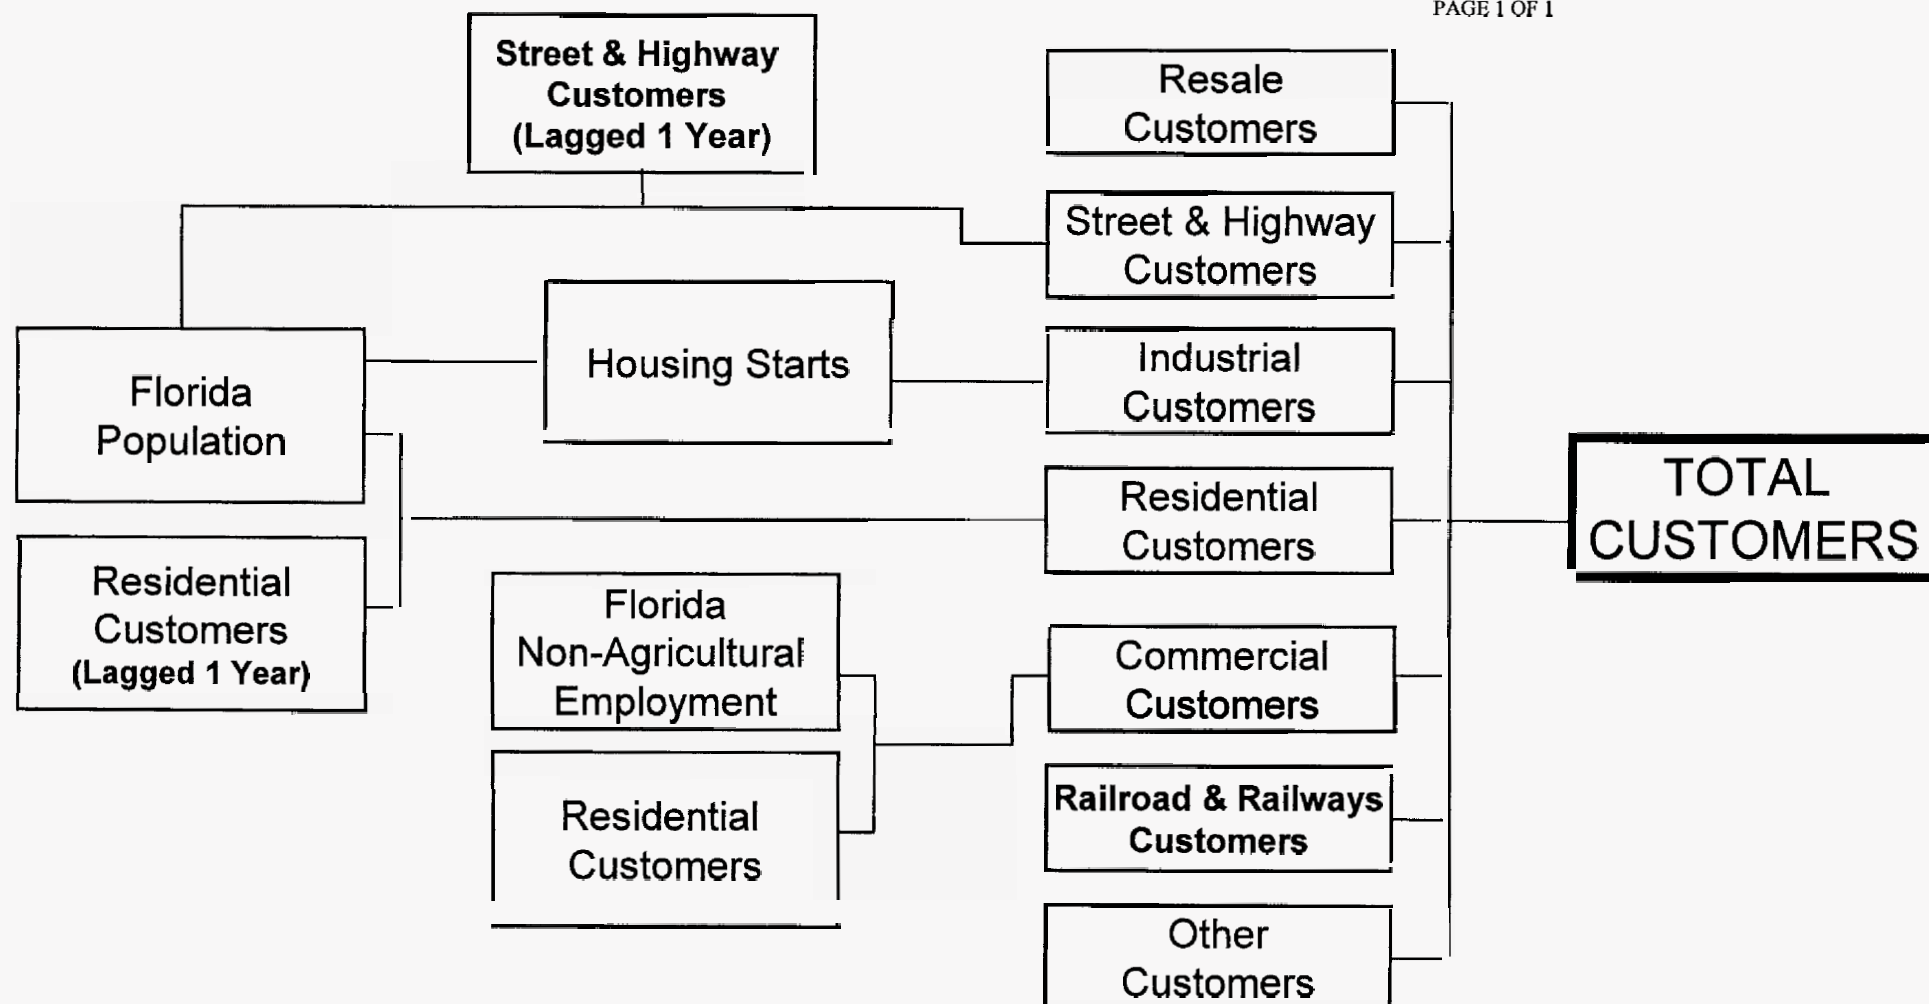 PAGE 1 OF 1
Street & Highway
Customers
(Lagged 1 Year)
Resale
Customers
Street & Highway
Customers
Housing Starts
Industrial
Customers
Florida
Population
Residential
Customers
TOTAL
CUSTOMERS
Residential
Customers
(Lagged 1 Year)
Florida
Non-Agricultural
Employment
Commercial
Customers
Residential
Customers
Railroad & Railways
Customers
Other
Customers